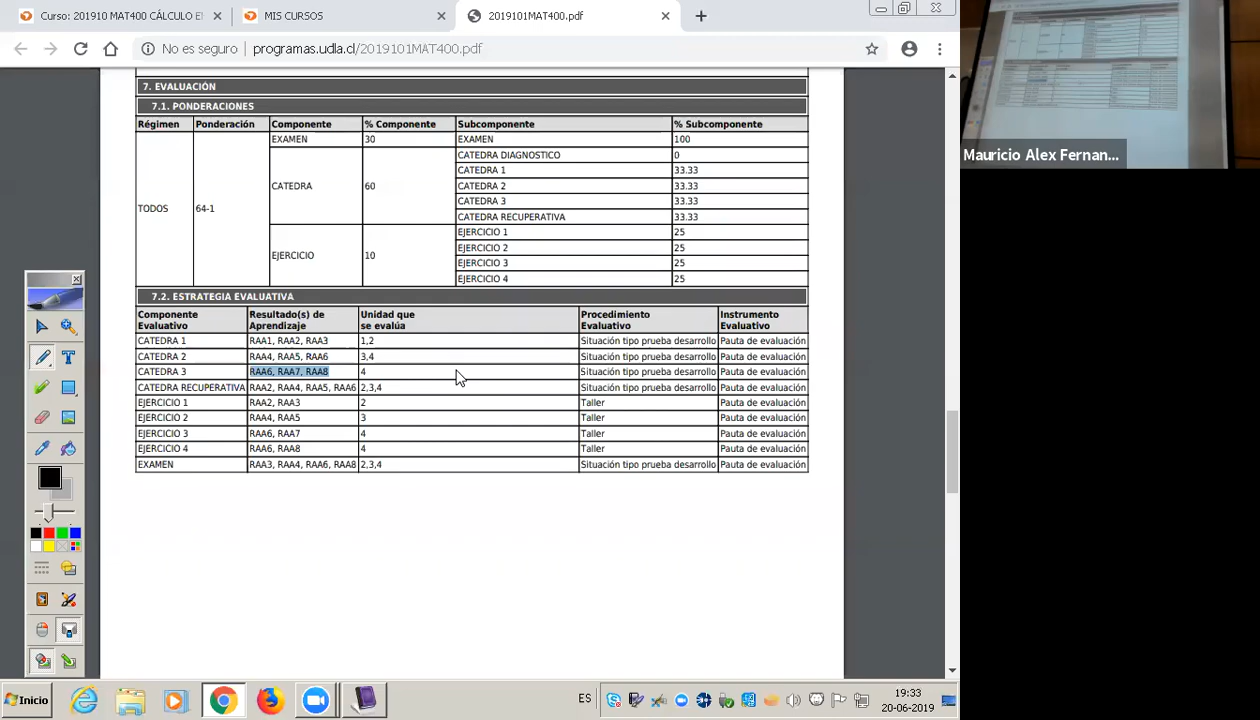 Curso: 201910 MAT400 CÁLCULO EI
MIS CURSOS
2019101MAT400.pdf
No es seguro programas.udla.cl/2019101MAT400.pdf
7. EVALUACIÓN
7.1. PONDERACIONES
Régimen Ponderación Componente % Componente Subcomponente % Subcomponente
EXAMEN 30 EXAMEN 100
CATEDRA DIAGNOSTICO 0
CATEDRA 1 33.33
CATEDRA 60 CATEDRA 2 33.33
CATEDRA 3 33.33
TODOS 64-1
CATEDRA RECUPERATIVA 33.33
EJERCICIO 1 25
EJERCICIO 2 25
EJERCICIO 10
EJERCICIO 3 25
EJERCICIO 4 25
7.2. ESTRATEGIA EVALUATIVA
Componente Evaluativo Resultado(s) de Aprendizaje Unidad que se evalúa Procedimiento Evaluativo Instrumento Evaluativo
CATEDRA 1 RAA1, RAA2, RAA3 1,2 Situación tipo prueba desarrollo Pauta de evaluación
CATEDRA 2 RAA4, RAA5, RAA6 3,4 Situación tipo prueba desarrollo Pauta de evaluación
CATEDRA 3 RAA6, RAA7, RAA8 4 Situación tipo prueba desarrollo Pauta de evaluación
CATEDRA RECUPERATIVA RAA2, RAA4, RAA5, RAA6 2,3,4 Situación tipo prueba desarrollo Pauta de evaluación
EJERCICIO 1 RAA2, RAA3 2 Taller Pauta de evaluación
EJERCICIO 2 RAA4, RAA5 3 Taller Pauta de evaluación
EJERCICIO 3 RAA6, RAA7 4 Taller Pauta de evaluación
EJERCICIO 4 RAA6, RAA8 4 Taller Pauta de evaluación
EXAMEN RAA3, RAA4, RAA6, RAA8 2,3,4 Situación tipo prueba desarrollo Pauta de evaluación
Mauricio Alex Fernan...
Inicio
ES
19:33
20-06-2019